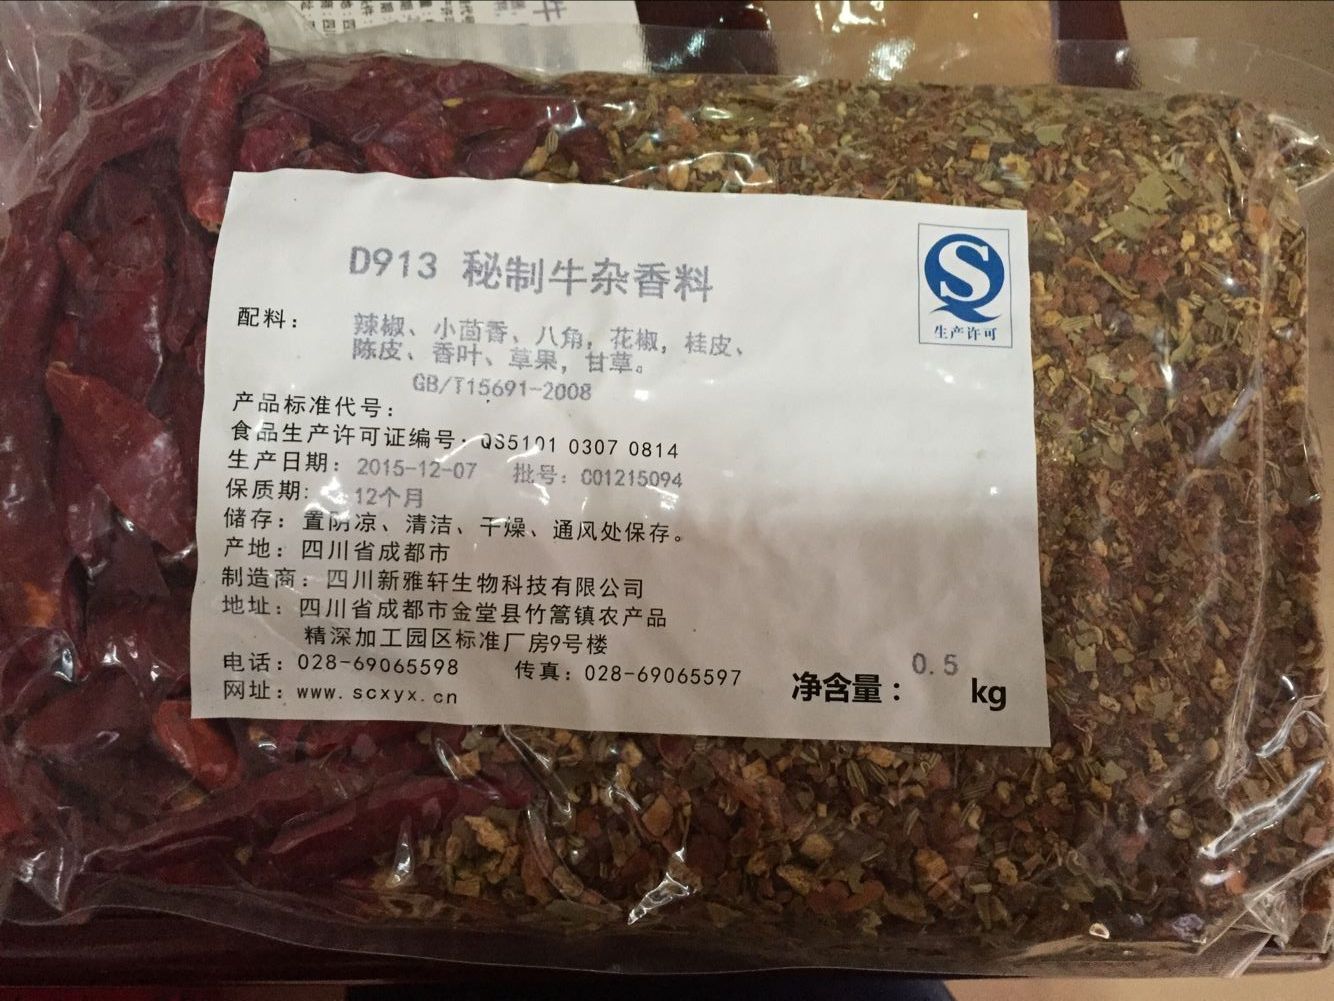 D913 秘制牛杂香料
生产许可
配料： 辣椒、小茴香、八角，花椒，桂皮、
陈皮、香叶、草果，甘草。
GB/T15691-2008
产品标准代号：
食品生产许可证编号：QS5101 0307 0814
生产日期：2015-12-07 批号：C01215094
保质期： 12个月
储存：置阴凉、清洁、干燥、通风处保存。
产地：四川省成都市
制造商：四川新雅轩生物科技有限公司
地址：四川省成都市金堂县竹篙镇农产品
精深加工园区标准厂房9号楼
电话：028-69065598 传真：028-69065597
网址：www.scxyx.cn
净含量： 0.5 kg